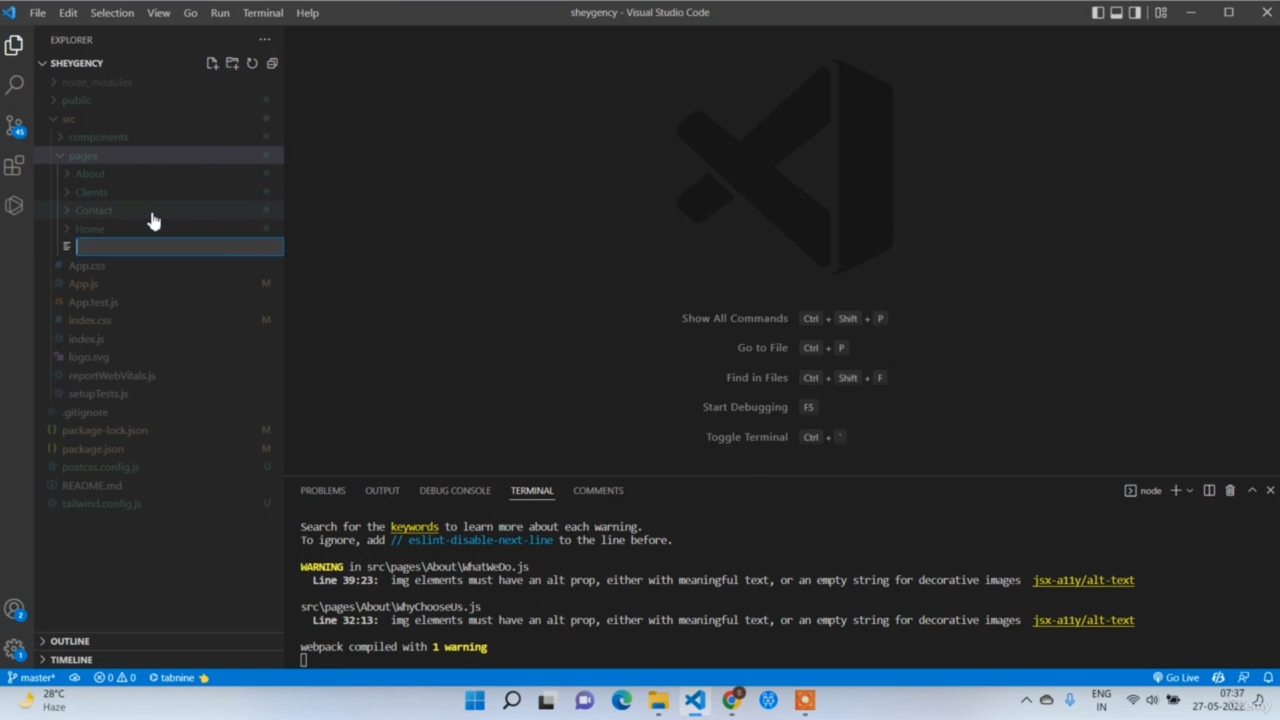 File Edit Selection View Go Run Terminal Help
sheygency - Visual Studio Code
EXPLORER
SHEYGENCY
node_modules
public
src
components
pages
About
Clients
Contact
Home
App.css
App.js M
App.test.js
index.css M
index.js
logo.svg
reportWebVitals.js
setupTests.js
.gitignore
package-lock.json M
package.json M
postcss.config.js U
README.md
tailwind.config.js U
OUTLINE
TIMELINE
45
2
1
Show All Commands Ctrl + Shift + P
Go to File Ctrl + P
Find in Files Ctrl + Shift + F
Start Debugging F5
Toggle Terminal Ctrl + `
PROBLEMS OUTPUT DEBUG CONSOLE TERMINAL COMMENTS
node
Search for the keywords to learn more about each warning.
To ignore, add // eslint-disable-next-line to the line before.
WARNING in src\pages\About\WhatWeDo.js
Line 39:23: img elements must have an alt prop, either with meaningful text, or an empty string for decorative images jsx-a11y/alt-text
src\pages\About\WhyChooseUs.js
Line 32:13: img elements must have an alt prop, either with meaningful text, or an empty string for decorative images jsx-a11y/alt-text
webpack compiled with 1 warning
master* 0 0 tabnine
Go Live
28°C
Haze
ENG
IN
07:37
27-05-2022